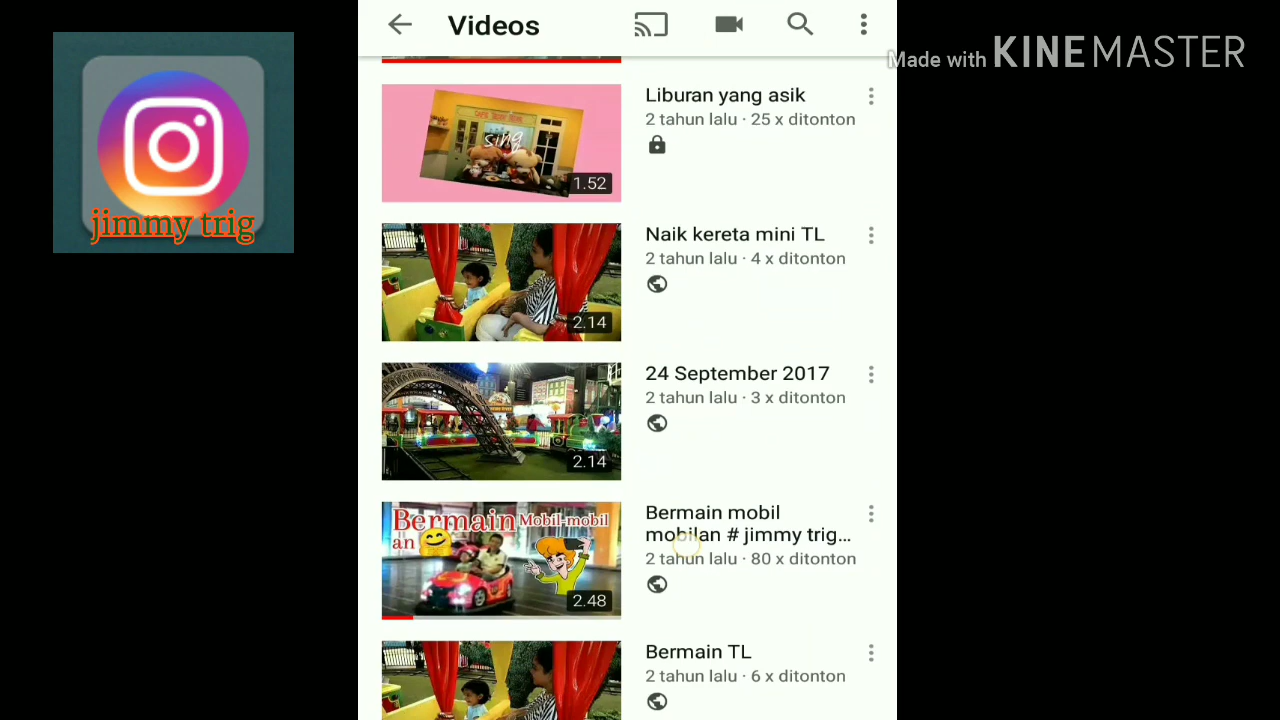 Videos
Made with KINEMASTER
jimmy trig
Liburan yang asik
2 tahun lalu · 25 x ditonton
sing
1.52
Naik kereta mini TL
2 tahun lalu · 4 x ditonton
2.14
24 September 2017
2 tahun lalu · 3 x ditonton
2.14
Bermain Mobil-mobil
an
Bermain mobil
mobilan # jimmy trig...
2 tahun lalu · 80 x ditonton
2.48
Bermain TL
2 tahun lalu · 6 x ditonton